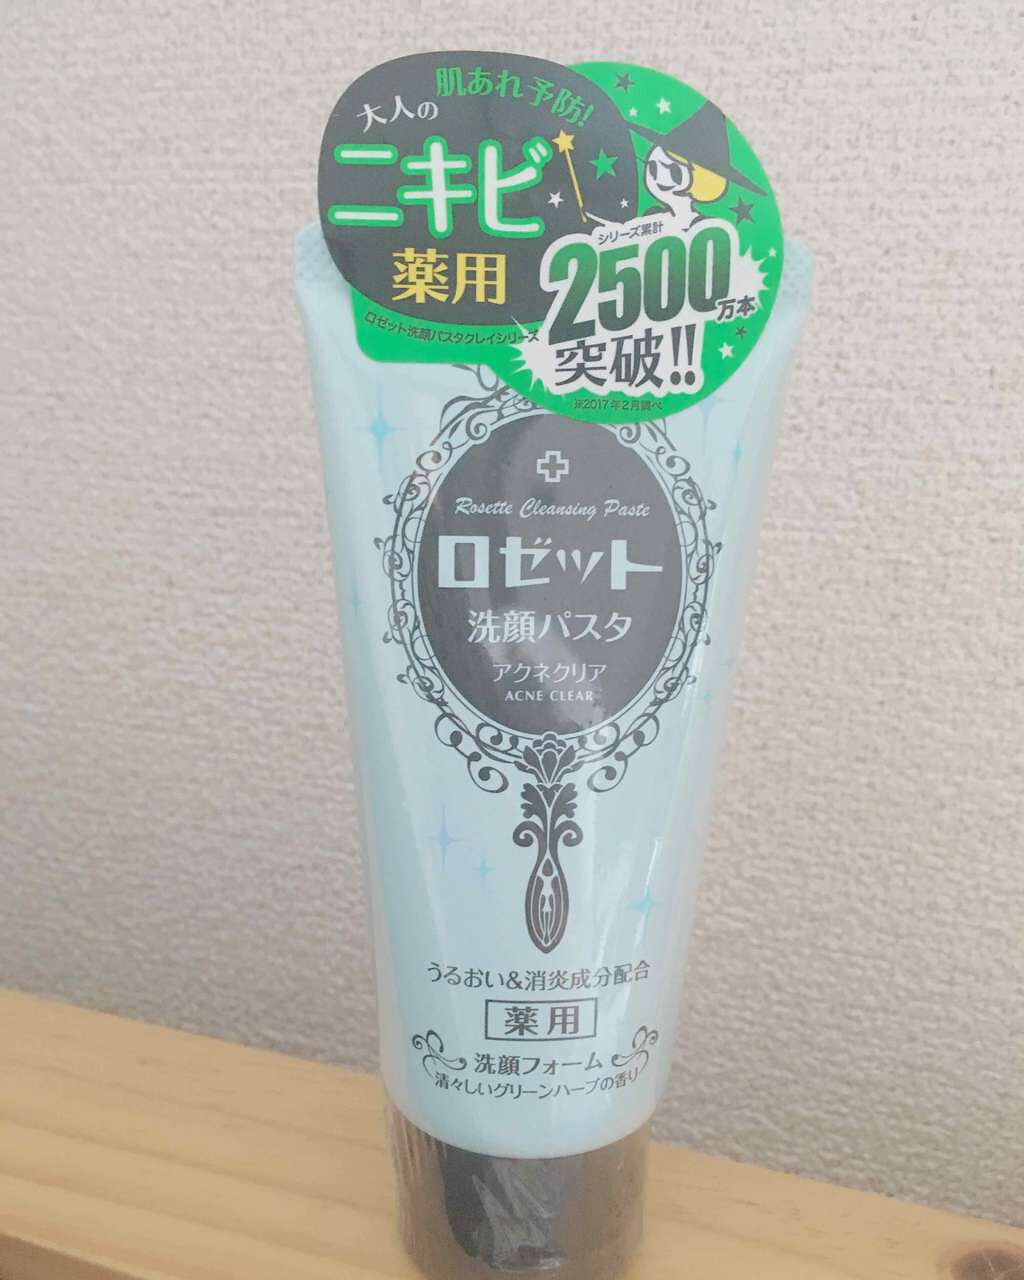 肌あれ予防!
大人の
ニキビ
薬用
シリーズ累計
2500万本
突破!!
ロゼット洗顔パスタクレイシリーズ
※2017年2月調べ
Rosette Cleansing Paste
ロゼット
洗顔パスタ
アクネクリア
ACNE CLEAR
うるおい&消炎成分配合
薬用
洗顔フォーム
清々しいグリーンハーブの香り